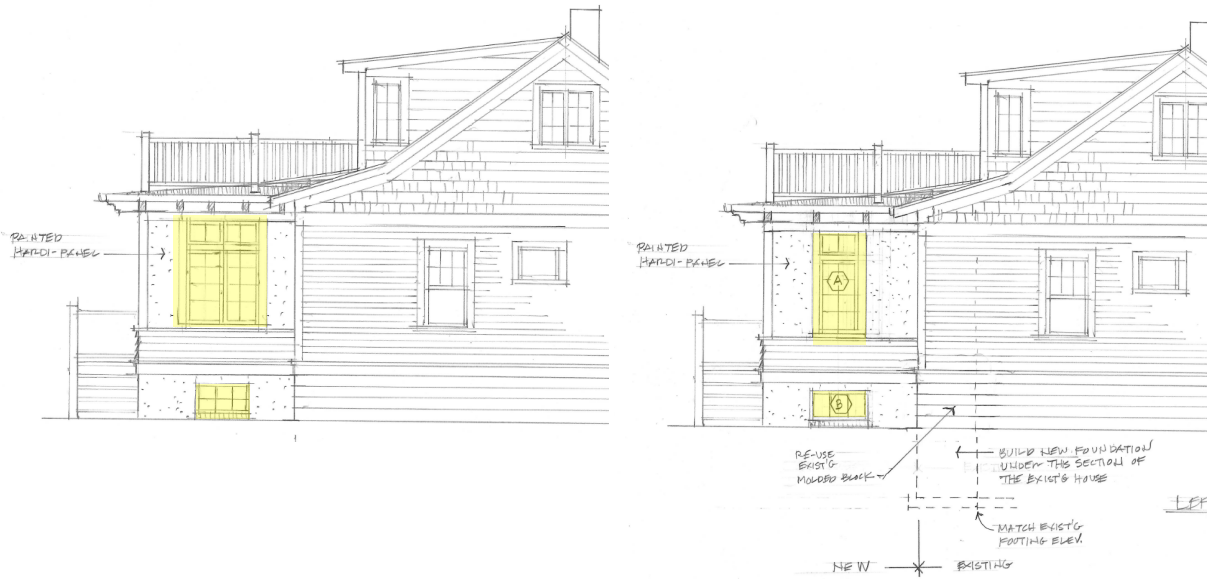 PAINTED
HARDI-PANEL
PAINTED
HARDI-PANEL
A
B
RE-USE
EXIST'G
MOLDED BLOCK
BUILD NEW FOUNDATION
UNDER THIS SECTION OF
THE EXIST'G HOUSE
LEF
MATCH EXIST'G
FOOTING ELEV.
NEW
EXISTING